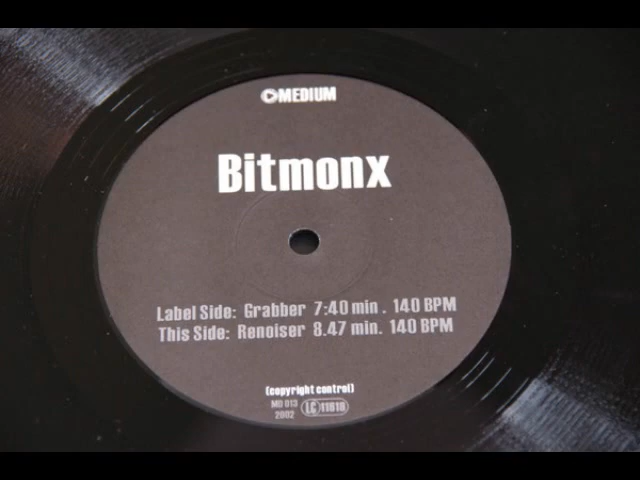 MEDIUM
Bitmonx
Label Side: Grabber 7:40 min . 140 BPM
This Side: Renoiser 8.47 min. 140 BPM
(copyright control)
MD 013
2002 LC 11610